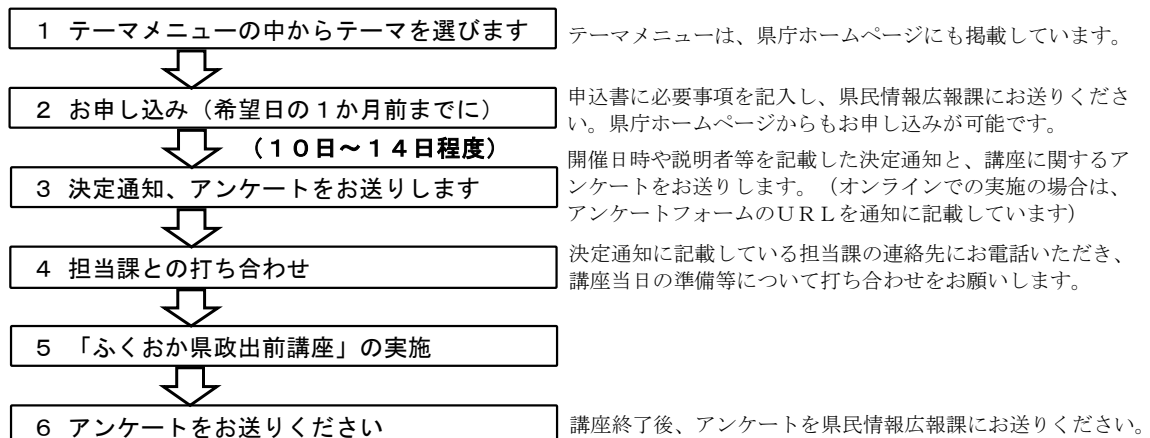 １ テーマメニューの中からテーマを選びます
テーマメニューは、県庁ホームページにも掲載しています。
２ お申し込み（希望日の１か月前までに）
申込書に必要事項を記入し、県民情報広報課にお送りくださ
い。県庁ホームページからもお申し込みが可能です。
（１０日～１４日程度）
３ 決定通知、アンケートをお送りします
開催日時や説明者等を記載した決定通知と、講座に関するア
ンケートをお送りします。（オンラインでの実施の場合は、
アンケートフォームのＵＲＬを通知に記載しています）
４ 担当課との打ち合わせ
決定通知に記載している担当課の連絡先にお電話いただき、
講座当日の準備等について打ち合わせをお願いします。
５ 「ふくおか県政出前講座」の実施
６ アンケートをお送りください
講座終了後、アンケートを県民情報広報課にお送りください。